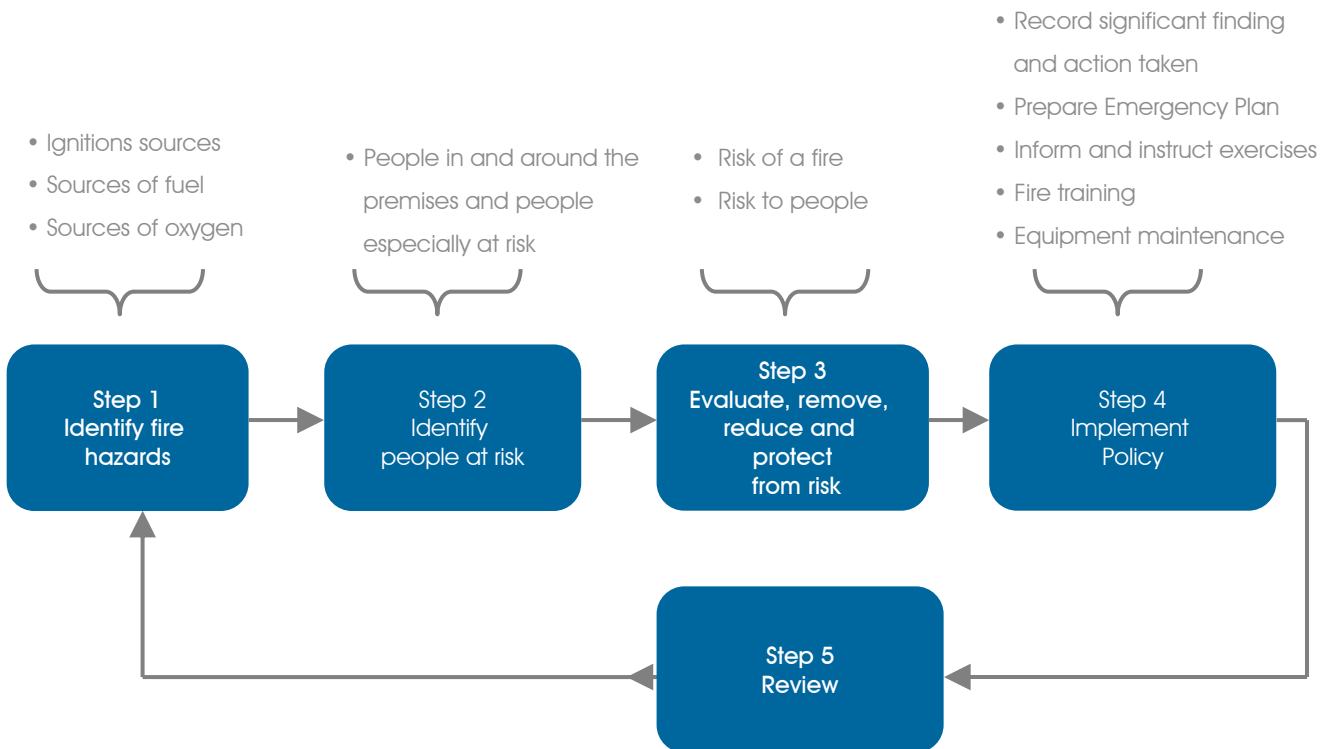 • Ignitions sources
• Sources of fuel
• Sources of oxygen
• People in and around the
premises and people
especially at risk
• Risk of a fire
• Risk to people
• Record significant finding
and action taken
• Prepare Emergency Plan
• Inform and instruct exercises
• Fire training
• Equipment maintenance
Step 1
Identify fire
hazards
Step 2
Identify
people at risk
Step 3
Evaluate, remove,
reduce and
protect
from risk
Step 4
Implement
Policy
Step 5
Review